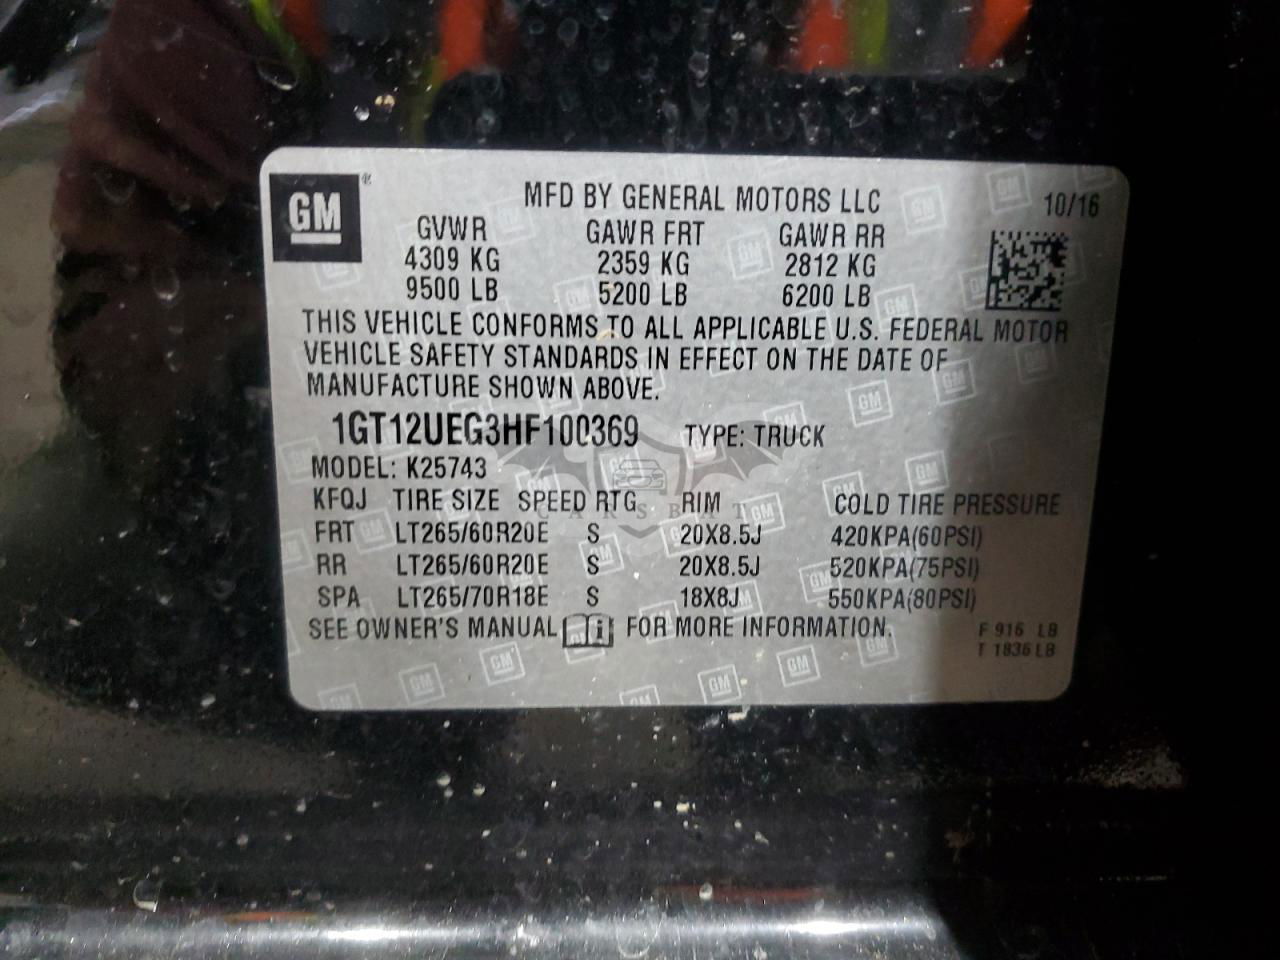 GM ®
MFD BY GENERAL MOTORS LLC 10/16
GVWR GAWR FRT GAWR RR
4309 KG 2359 KG 2812 KG
9500 LB 5200 LB 6200 LB
THIS VEHICLE CONFORMS TO ALL APPLICABLE U.S. FEDERAL MOTOR
VEHICLE SAFETY STANDARDS IN EFFECT ON THE DATE OF
MANUFACTURE SHOWN ABOVE.
1GT12UEG3HF100369 TYPE: TRUCK
MODEL: K25743
KFQJ TIRE SIZE SPEED RTG RIM COLD TIRE PRESSURE
CARSBAT
FRT LT265/60R20E S 20X8.5J 420KPA(60PSI)
RR LT265/60R20E S 20X8.5J 520KPA(75PSI)
SPA LT265/70R18E S 18X8J 550KPA(80PSI)
SEE OWNER'S MANUAL FOR MORE INFORMATION.
F 916 LB
T 1836 LB